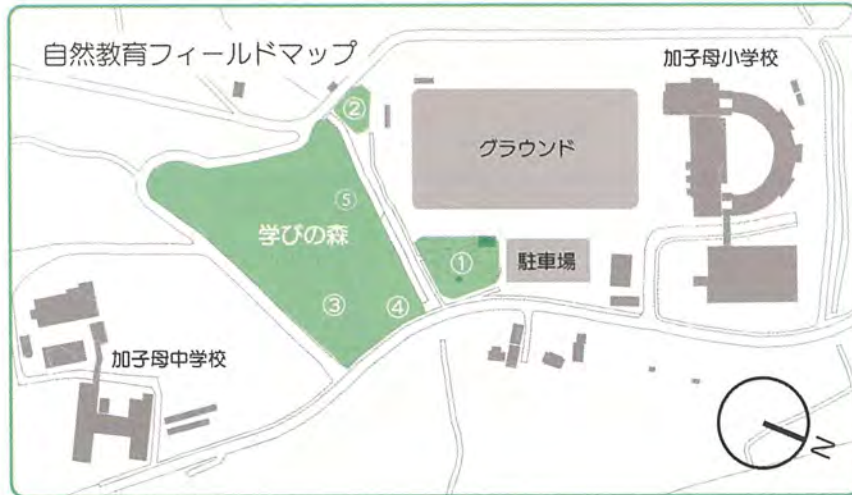 自然教育フィールドマップ
加子母小学校
②
グラウンド
⑤
学びの森
①
駐車場
③
④
加子母中学校
N